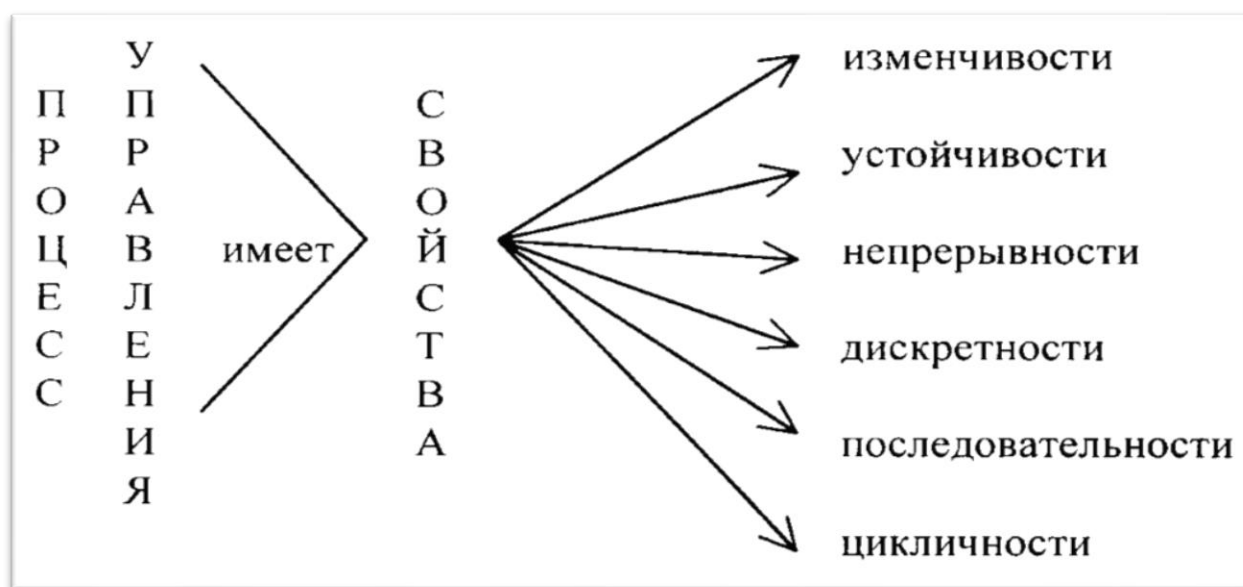 ПРОЦЕСС
УПРАВЛЕНИЯ
имеет
СВОЙСТВА
изменчивости
устойчивости
непрерывности
дискретности
последовательности
цикличности